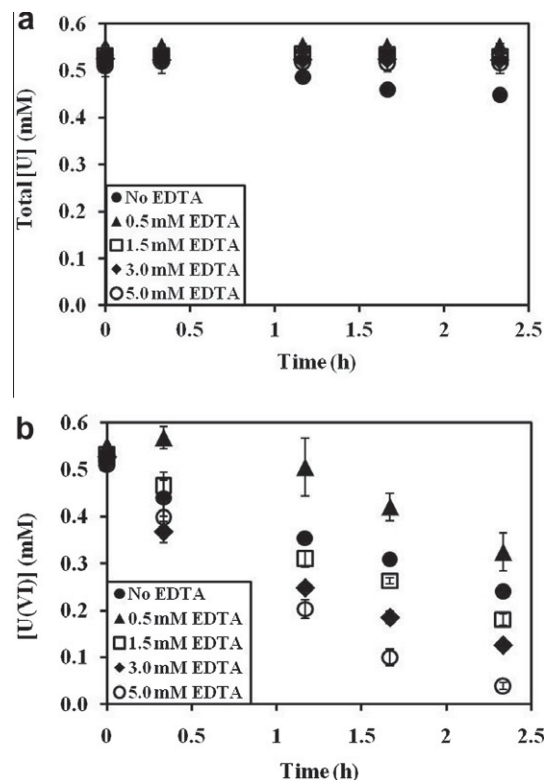 a
0.6
0.5
0.4
0.3
0.2
0.1
0.0
Total [U] (mM)
No EDTA
0.5 mM EDTA
1.5 mM EDTA
3.0 mM EDTA
5.0 mM EDTA
0 0.5 1 1.5 2 2.5
Time (h)
b
0.6
0.5
0.4
0.3
0.2
0.1
0.0
[U(VI)] (mM)
No EDTA
0.5 mM EDTA
1.5 mM EDTA
3.0 mM EDTA
5.0 mM EDTA
0 0.5 1 1.5 2 2.5
Time (h)